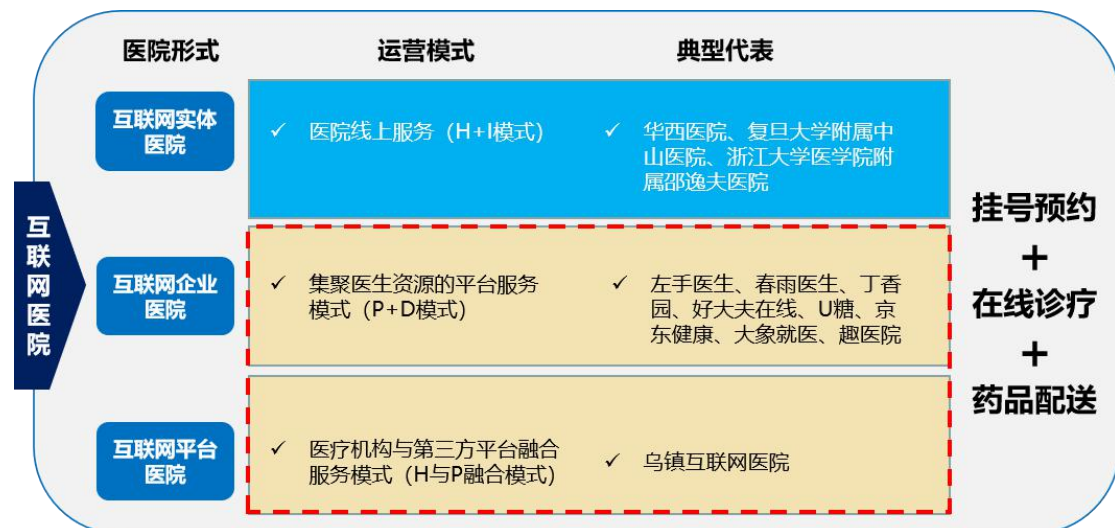 医院形式
运营模式
典型代表
互联网医院
互联网实体
医院
✓ 医院线上服务（H+I模式）
✓ 华西医院、复旦大学附属中
山医院、浙江大学医学院附
属邵逸夫医院
互联网企业
医院
✓ 集聚医生资源的平台服务
模式（P+D模式）
✓ 左手医生、春雨医生、丁香
园、好大夫在线、U糖、京
东健康、大象就医、趣医院
互联网平台
医院
✓ 医疗机构与第三方平台融合
服务模式（H与P融合模式）
✓ 乌镇互联网医院
挂号预约
+
在线诊疗
+
药品配送